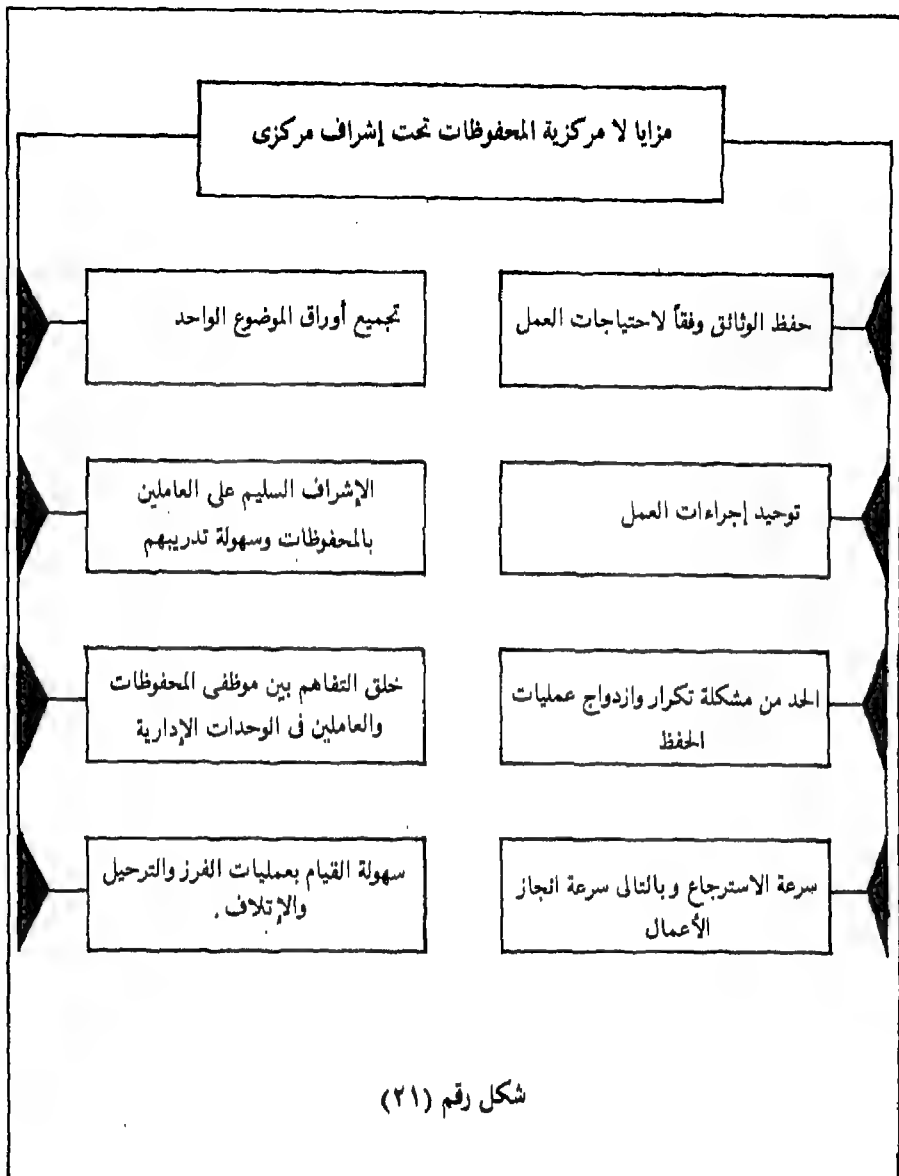 مزايا لا مركزية المحفوظات تحت إشراف مركزى
حفظ الوثائق وفقاً لاحتياجات العمل
تجميع أوراق الموضوع الواحد
توحيد إجراءات العمل
الإشراف السليم على العاملين
بالمحفوظات وسهولة تدريبهم
الحد من مشكلة تكرار وازدواج عمليات
الحفظ
خلق التفاهم بين موظفى المحفوظات
والعاملين فى الوحدات الإدارية
سرعة الاسترجاع وبالتالى سرعة انجاز
الأعمال
سهولة القيام بعمليات الفرز والترحيل
والإتلاف .
شكل رقم (٢١)